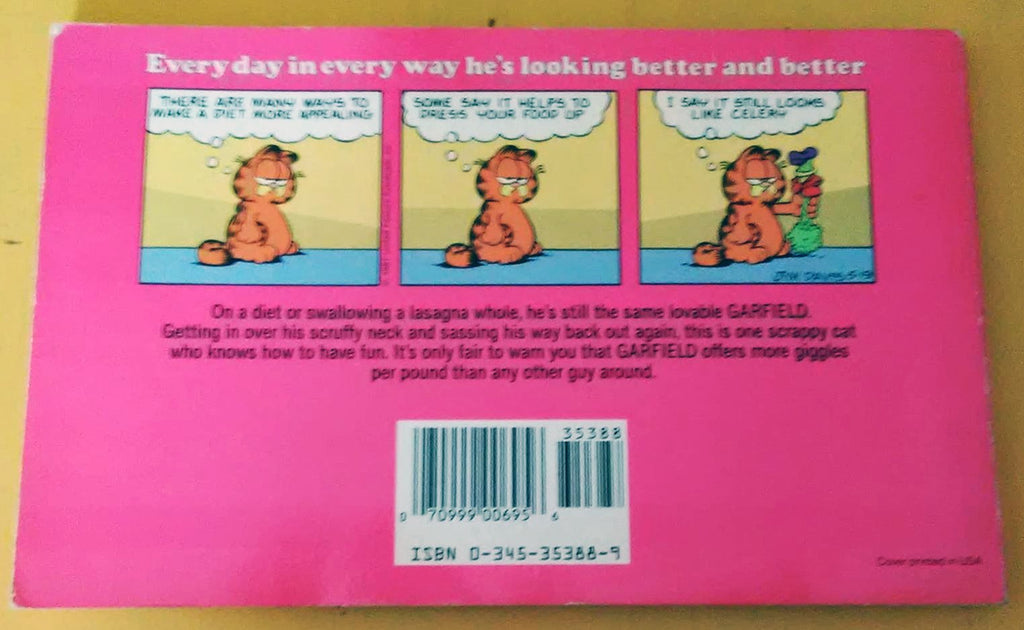 Every day in every way he's looking better and better
THERE ARE MANY WAYS TO
MAKE A DIET MORE APPEALING
SOME SAY IT HELPS TO
DRESS YOUR FOOD UP
I SAY IT STILL LOOKS
LIKE CELERY
JIM DAVIS 5-19
On a diet or swallowing a lasagna whole, he's still the same lovable GARFIELD.
Getting in over his scruffy neck and sassing his way back out again, this is one scrappy cat
who knows how to have fun. It's only fair to warn you that GARFIELD offers more giggles
per pound than any other guy around.
35388
0 70999 00695 6
ISBN 0-345-35388-9
Cover printed in USA